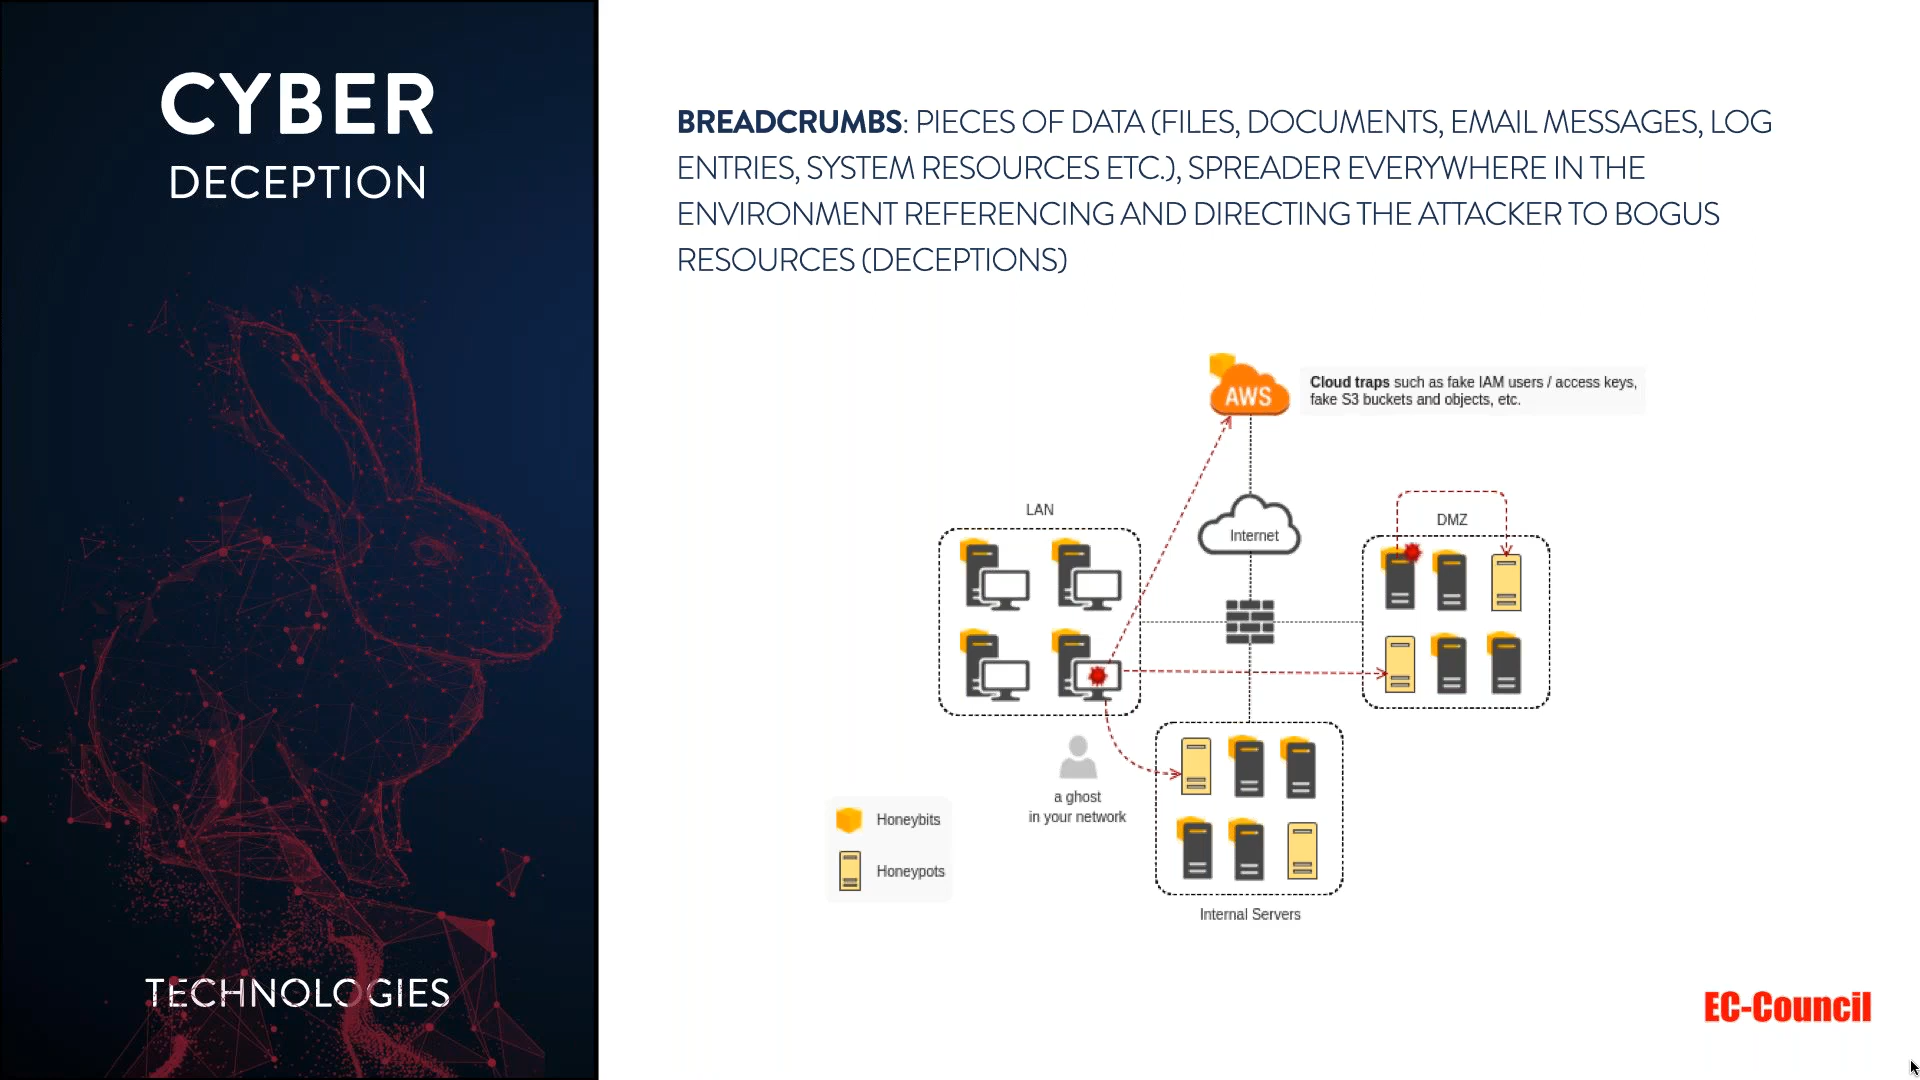 CYBER
DECEPTION
TECHNOLOGIES
BREADCRUMBS: PIECES OF DATA (FILES, DOCUMENTS, EMAIL MESSAGES, LOG
ENTRIES, SYSTEM RESOURCES ETC.), SPREADER EVERYWHERE IN THE
ENVIRONMENT REFERENCING AND DIRECTING THE ATTACKER TO BOGUS
RESOURCES (DECEPTIONS)
AWS
Cloud traps such as fake IAM users / access keys,
fake S3 buckets and objects, etc.
LAN
Internet
DMZ
a ghost
in your network
Honeybits
Honeypots
Internal Servers
EC-Council